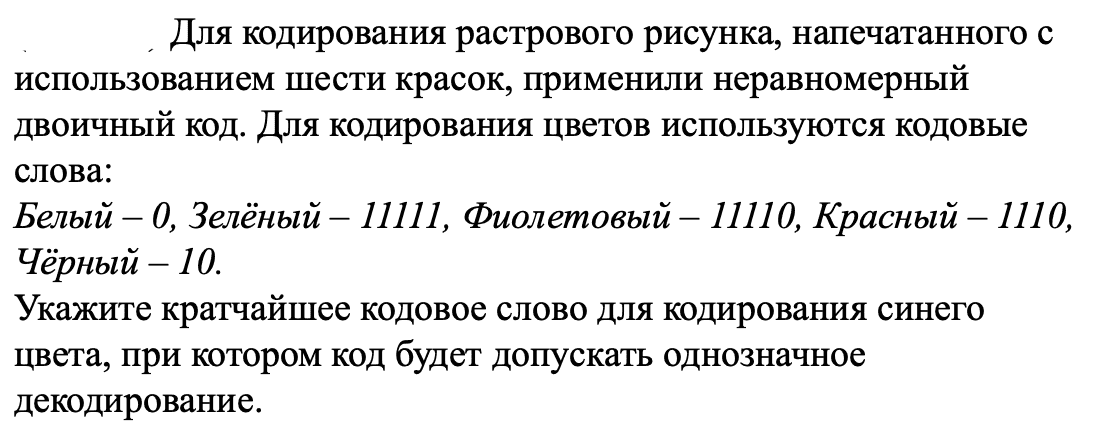 Для кодирования растрового рисунка, напечатанного с
использованием шести красок, применили неравномерный
двоичный код. Для кодирования цветов используются кодовые
слова:
Белый – 0, Зелёный – 11111, Фиолетовый – 11110, Красный – 1110,
Чёрный – 10.
Укажите кратчайшее кодовое слово для кодирования синего
цвета, при котором код будет допускать однозначное
декодирование.